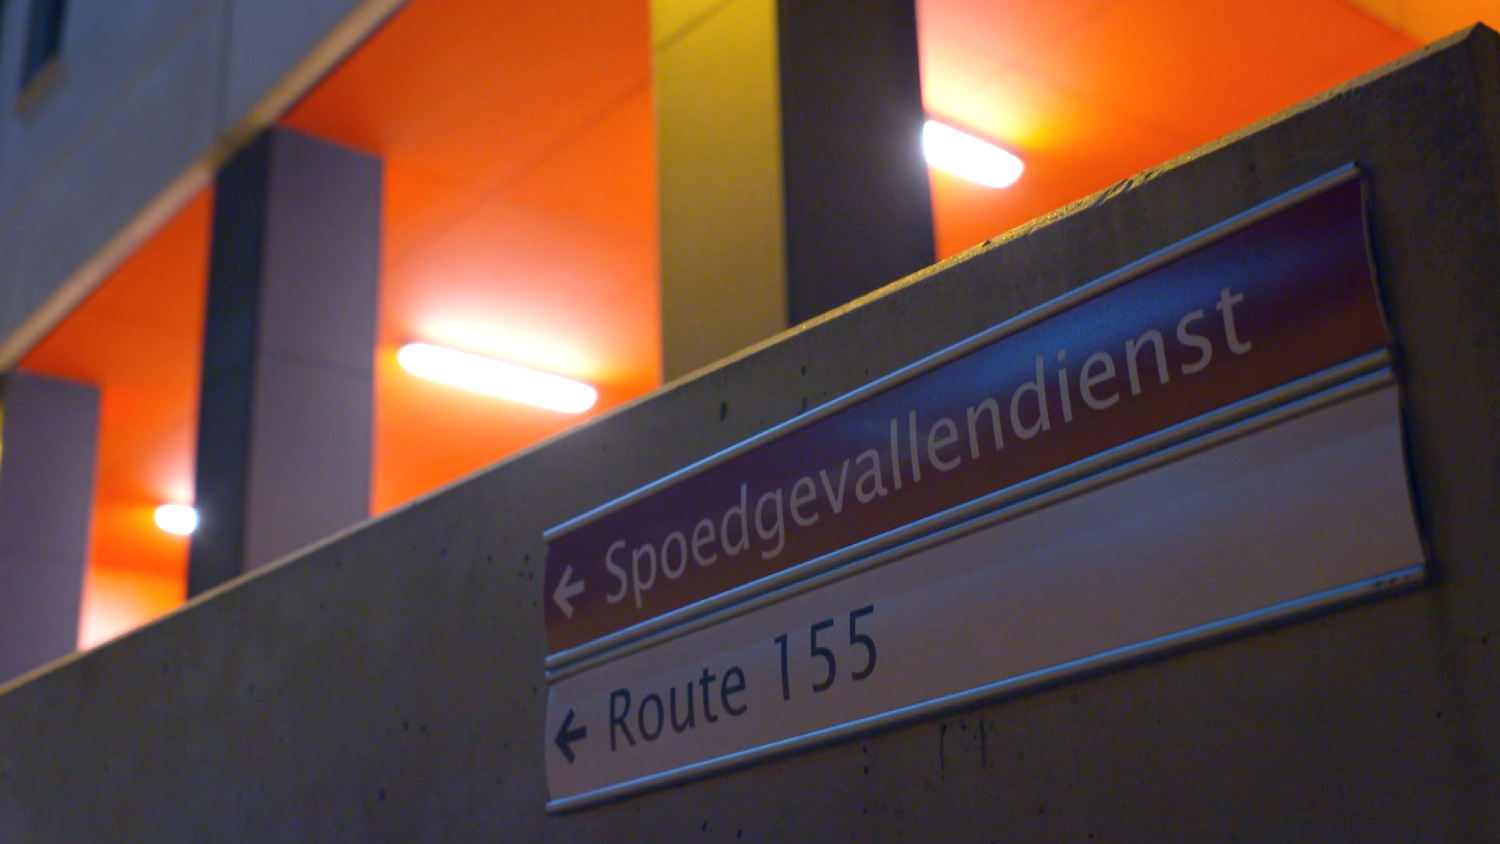 ← Spoedgevallendienst
← Route 155